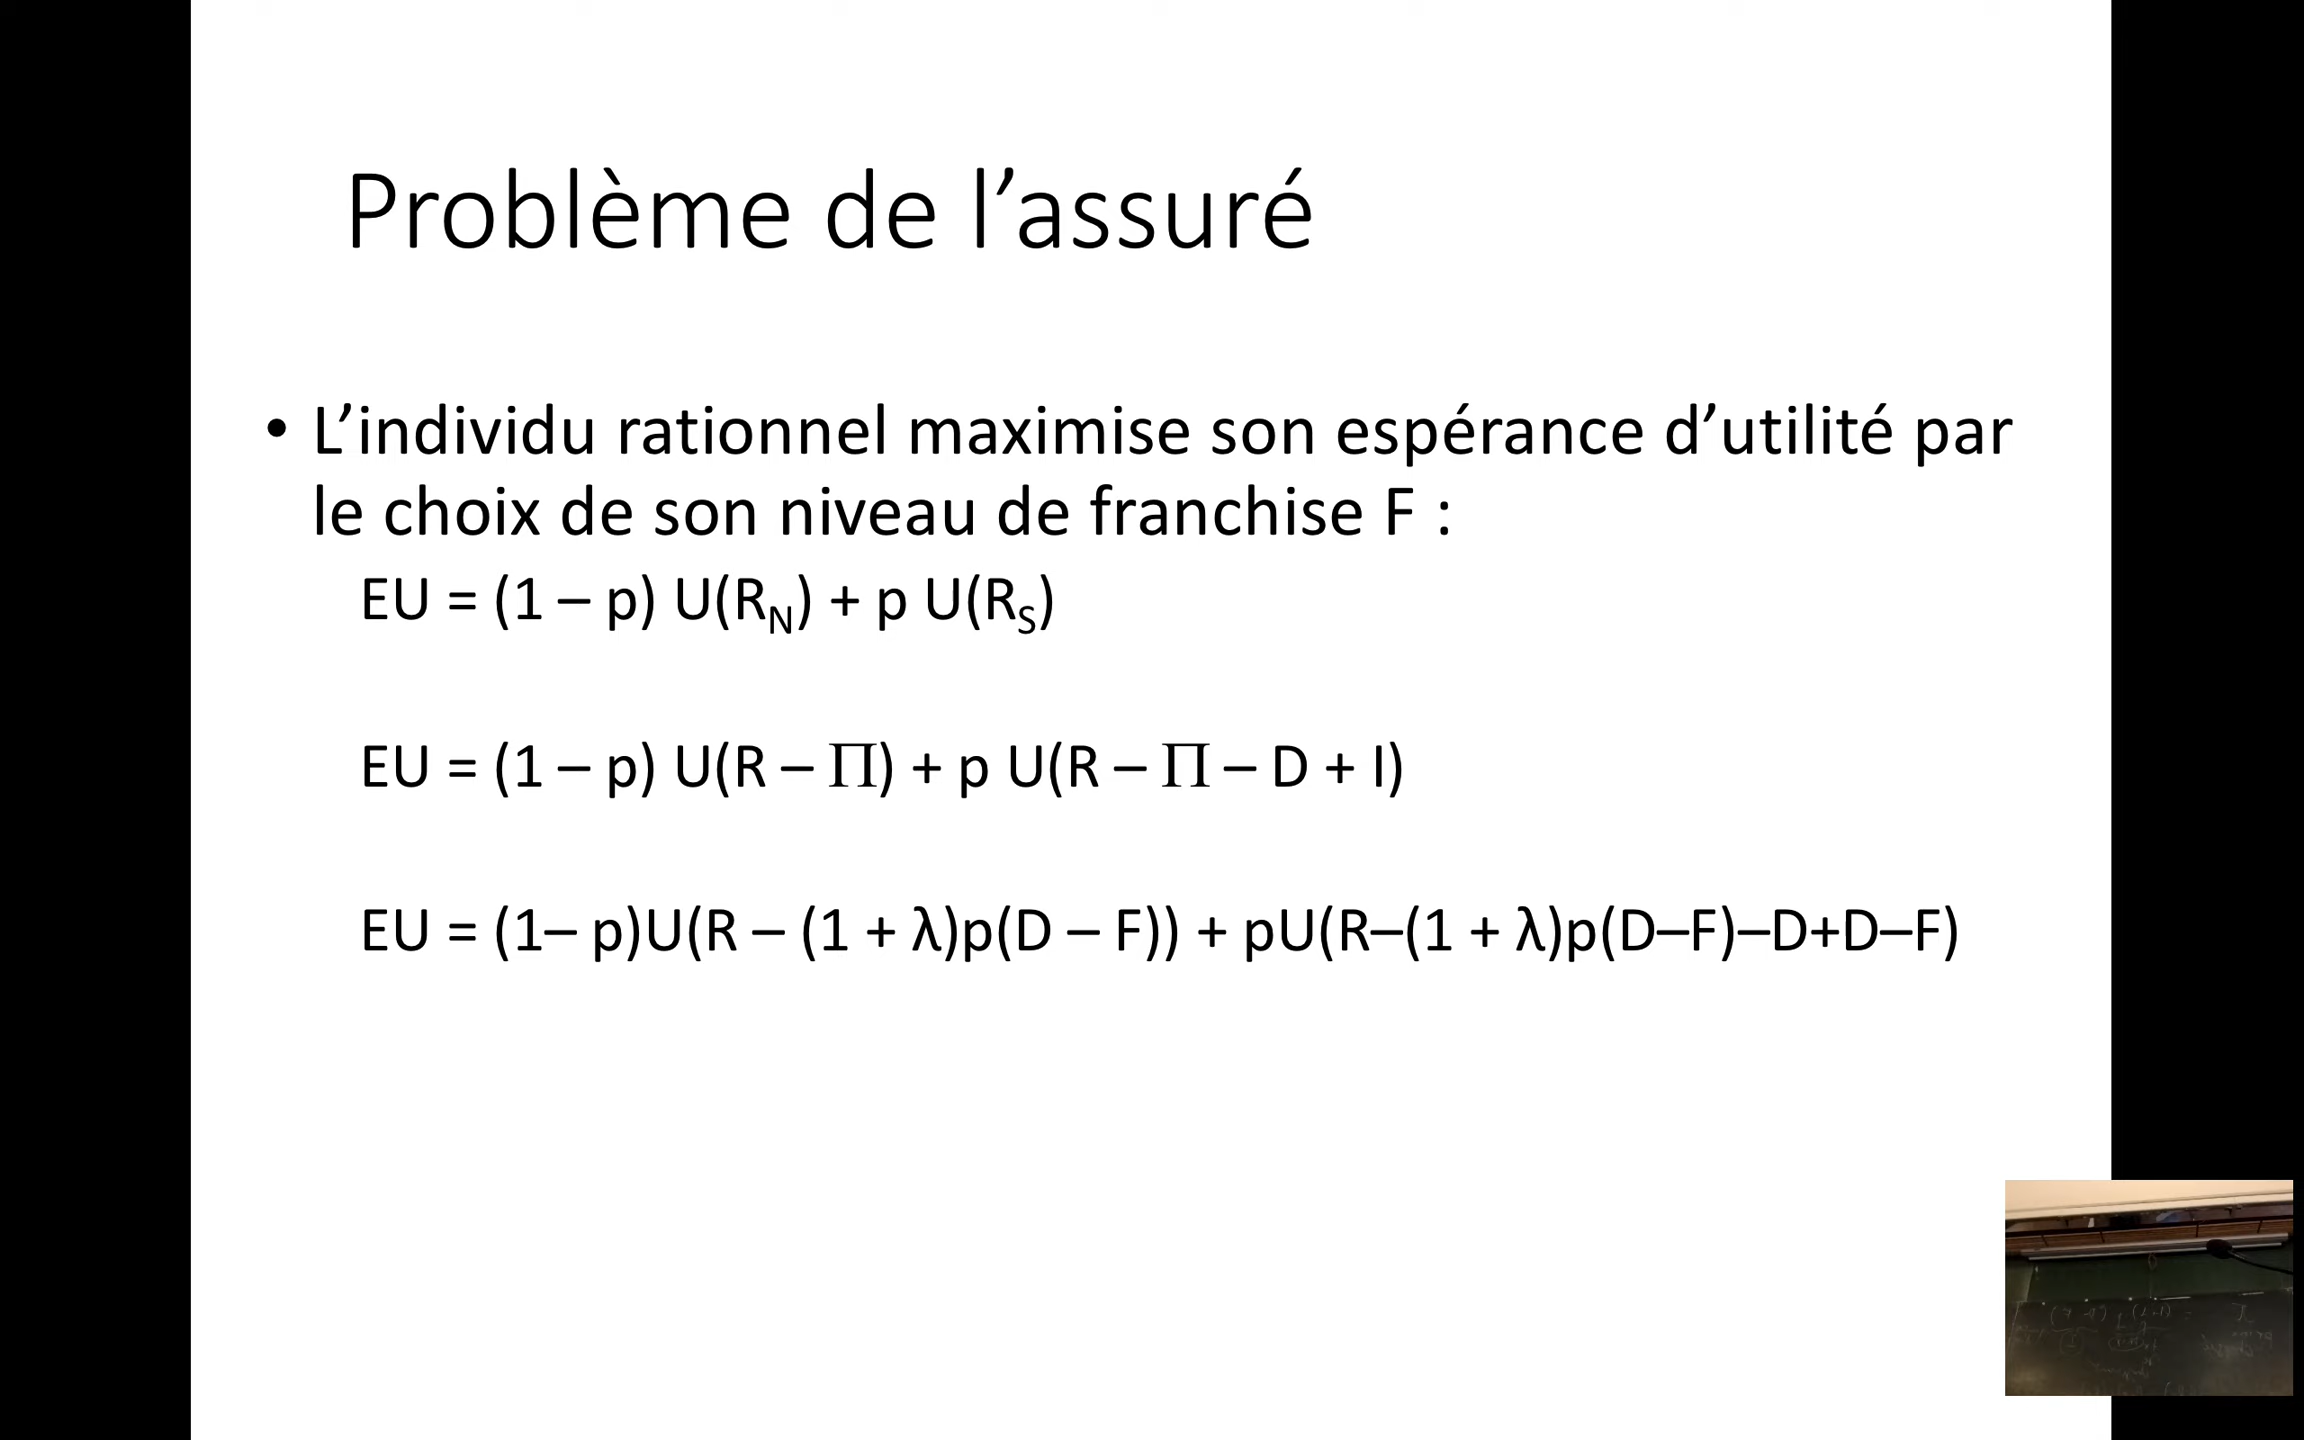 Problème de l’assuré
• L’individu rationnel maximise son espérance d’utilité par
le choix de son niveau de franchise F :
EU = (1 – p) U(R_N) + p U(R_S)
EU = (1 – p) U(R – Π) + p U(R – Π – D + I)
EU = (1– p)U(R – (1 + λ)p(D – F)) + pU(R–(1 + λ)p(D–F)–D+D–F)